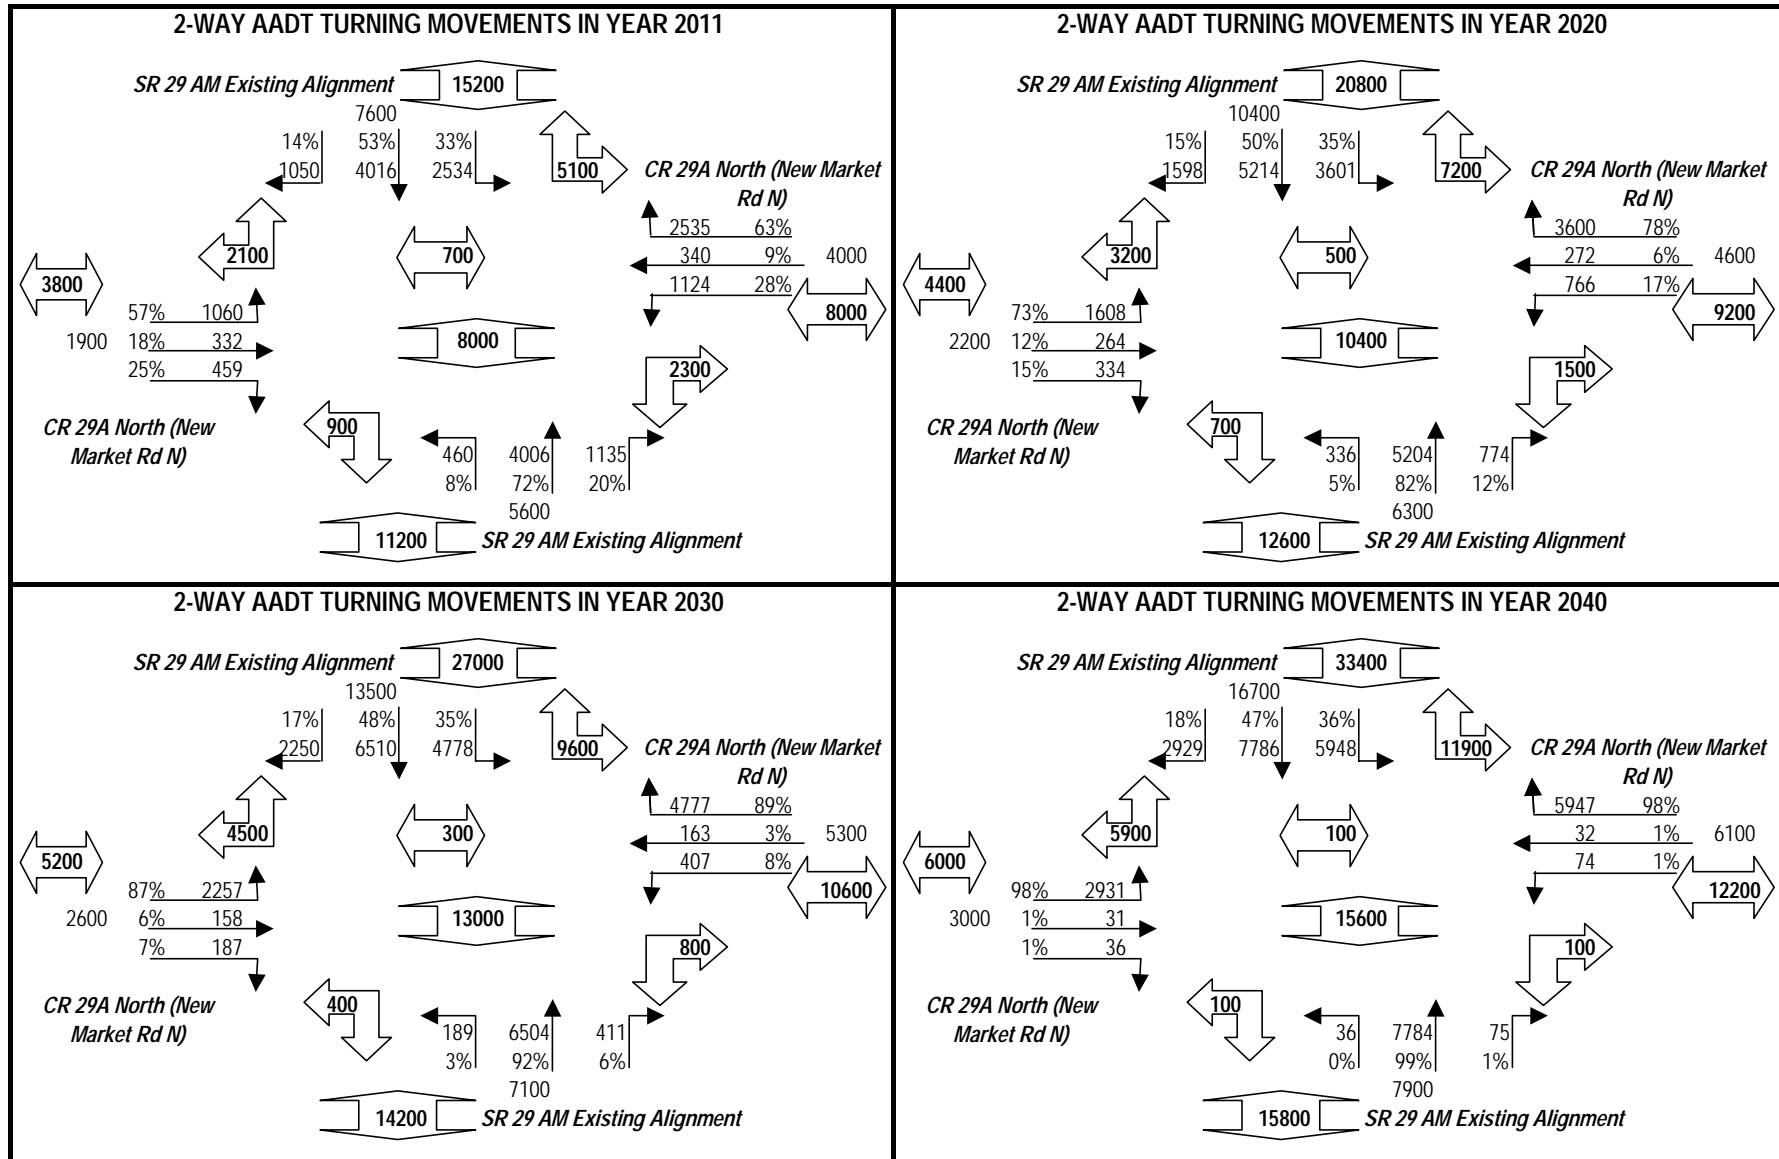 2-WAY AADT TURNING MOVEMENTS IN YEAR 2011
SR 29 AM Existing Alignment 15200
7600
14% 53% 33%
1050 4016 2534 5100 CR 29A North (New Market
Rd N)
2535 63%
2100 700 340 9% 4000
3800 1124 28% 8000
57% 1060
1900 18% 332 8000
25% 459 2300
CR 29A North (New 900
Market Rd N) 460 4006 1135
8% 72% 20%
5600
11200 SR 29 AM Existing Alignment
2-WAY AADT TURNING MOVEMENTS IN YEAR 2020
SR 29 AM Existing Alignment 20800
10400
15% 50% 35%
1598 5214 3601 7200 CR 29A North (New Market
Rd N)
3600 78%
3200 500 272 6% 4600
4400 766 17% 9200
73% 1608
2200 12% 264 10400
15% 334 1500
CR 29A North (New 700
Market Rd N) 336 5204 774
5% 82% 12%
6300
12600 SR 29 AM Existing Alignment
2-WAY AADT TURNING MOVEMENTS IN YEAR 2030
SR 29 AM Existing Alignment 27000
13500
17% 48% 35%
2250 6510 4778 9600 CR 29A North (New Market
Rd N)
4777 89%
4500 300 163 3% 5300
5200 407 8% 10600
87% 2257
2600 6% 158 13000
7% 187 800
CR 29A North (New 400
Market Rd N) 189 6504 411
3% 92% 6%
7100
14200 SR 29 AM Existing Alignment
2-WAY AADT TURNING MOVEMENTS IN YEAR 2040
SR 29 AM Existing Alignment 33400
16700
18% 47% 36%
2929 7786 5948 11900 CR 29A North (New Market
Rd N)
5947 98%
5900 100 32 1% 6100
6000 74 1% 12200
98% 2931
3000 1% 31 15600
1% 36 100
CR 29A North (New 100
Market Rd N) 36 7784 75
0% 99% 1%
7900
15800 SR 29 AM Existing Alignment